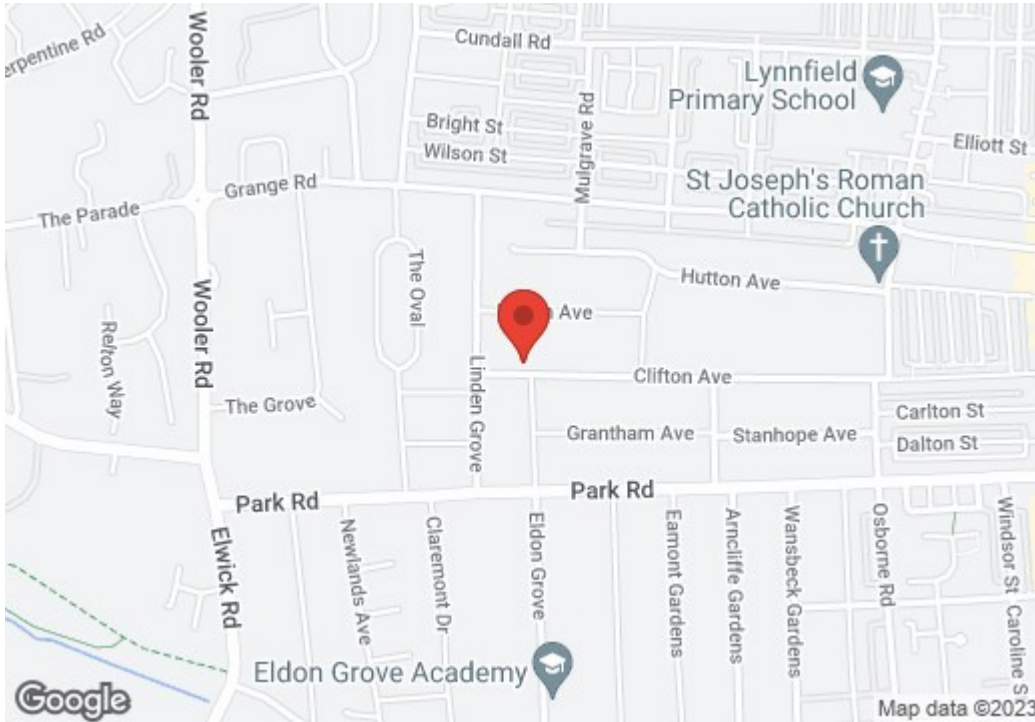 erpentine Rd
Wooler Rd
Cundall Rd
Lynnfield
Primary School
Mulgrave Rd
Bright St
Wilson St
Elliott St
Grange Rd
The Parade
St Joseph's Roman
Catholic Church
The Oval
Hutton Ave
Wooler Rd
Relton Way
Ave
Linden Grove
Clifton Ave
The Grove
Carlton St
Grantham Ave
Stanhope Ave
Dalton St
Park Rd
Park Rd
Elwick Rd
Newlands Ave
Claremont Dr
Eldon Grove
Eamont Gardens
Arncliffe Gardens
Wansbeck Gardens
Osborne Rd
Windsor St
Caroline S
Eldon Grove Academy
Google
Map data ©2023